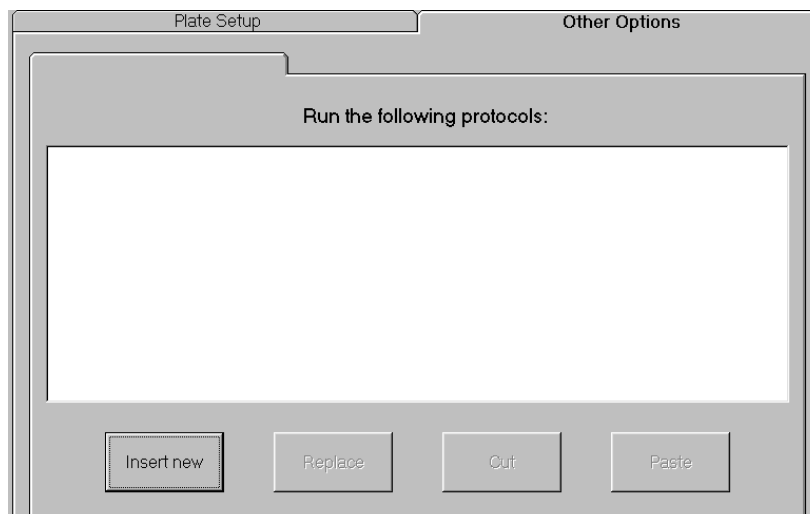 Plate Setup
Other Options
Run the following protocols:
Insert new
Replace
Cut
Paste